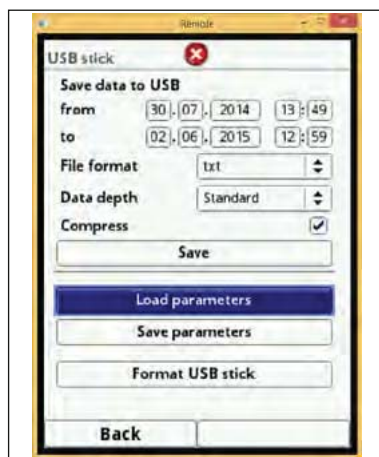 Remote
USB stick
Save data to USB
from 30.07.2014 13:49
to 02.06.2015 12:59
File format txt
Data depth Standard
Compress
Save
Load parameters
Save parameters
Format USB stick
Back